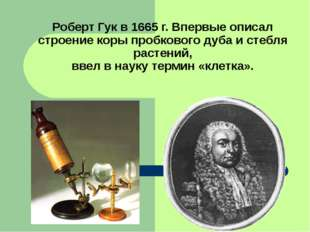 Роберт Гук в 1665 г. Впервые описал
строение коры пробкового дуба и стебля
растений,
ввел в науку термин «клетка».